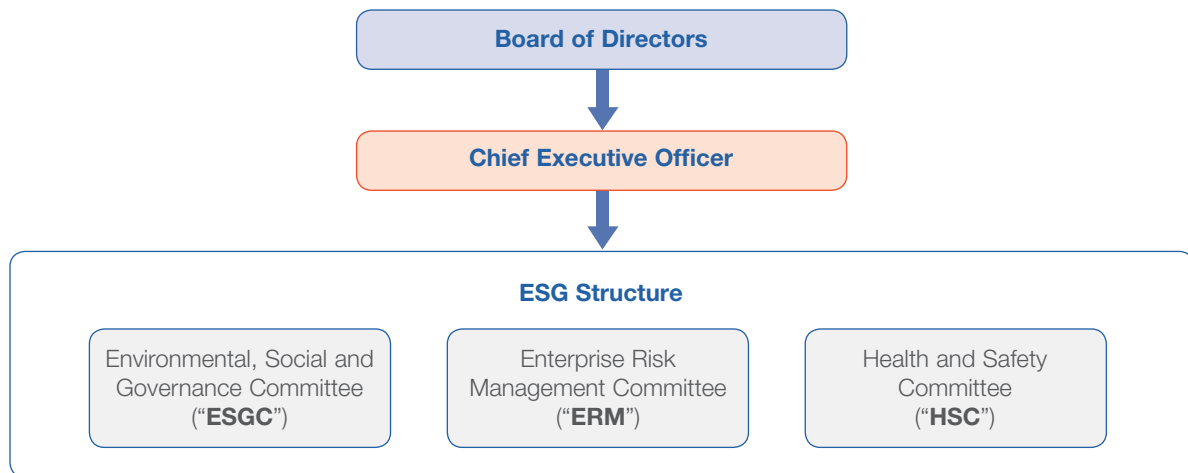 Board of Directors
Chief Executive Officer
ESG Structure
Environmental, Social and
Governance Committee
(“ESGC”)
Enterprise Risk
Management Committee
(“ERM”)
Health and Safety
Committee
(“HSC”)